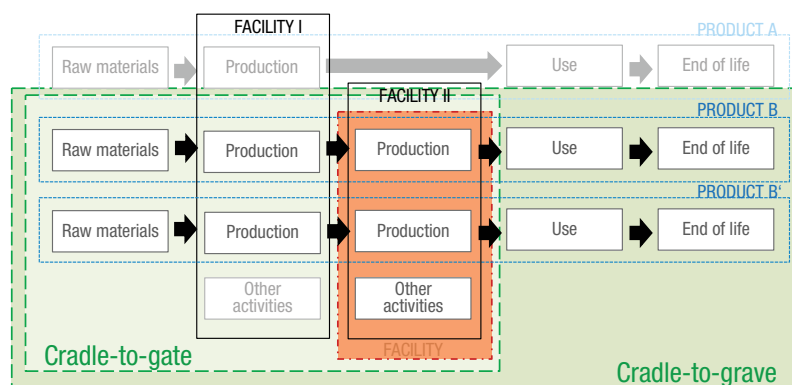 FACILITY I
PRODUCT A
Raw materials
Production
Use
End of life
FACILITY II
PRODUCT B
Raw materials
Production
Production
Use
End of life
PRODUCT B'
Raw materials
Production
Production
Use
End of life
Other
activities
Other
activities
FACILITY
Cradle-to-gate
Cradle-to-grave